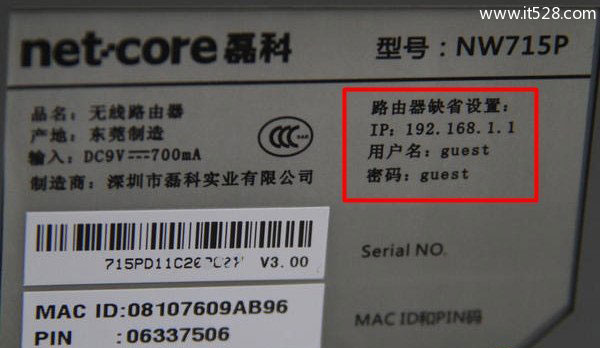 www.it528.com
net·core磊科
型号：NW715P
品名：无线路由器
产地：东莞制造
输入：DC9V 700mA
制造商：深圳市磊科实业有限公司
路由器缺省设置：
IP：192.168.1.1
用户名：guest
密码：guest
V3.00
MAC ID:08107609AB96
PIN :06337506
Serial NO.
MAC ID和PIN码